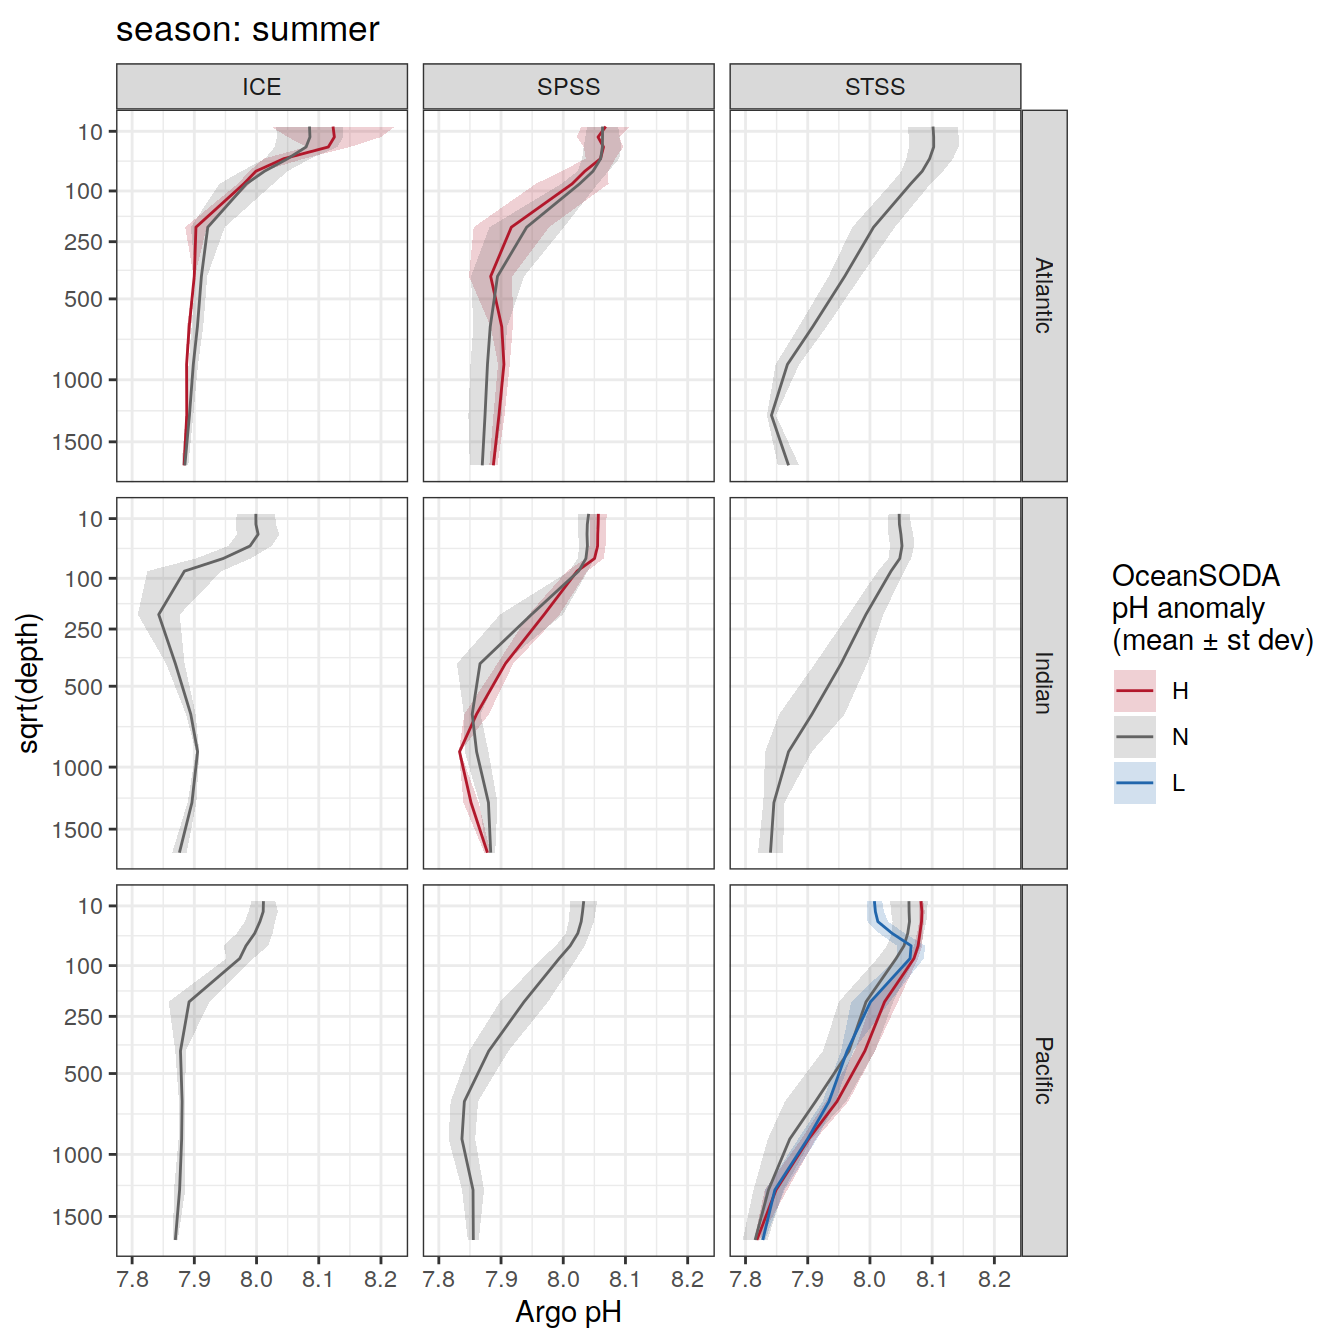 season: summer
ICE
SPSS
STSS
10
100
250
500
1000
1500
Atlantic
10
100
250
500
1000
1500
Indian
10
100
250
500
1000
1500
Pacific
7.8 7.9 8.0 8.1 8.2
7.8 7.9 8.0 8.1 8.2
7.8 7.9 8.0 8.1 8.2
Argo pH
sqrt(depth)
OceanSODA
pH anomaly
(mean ± st dev)
H
N
L